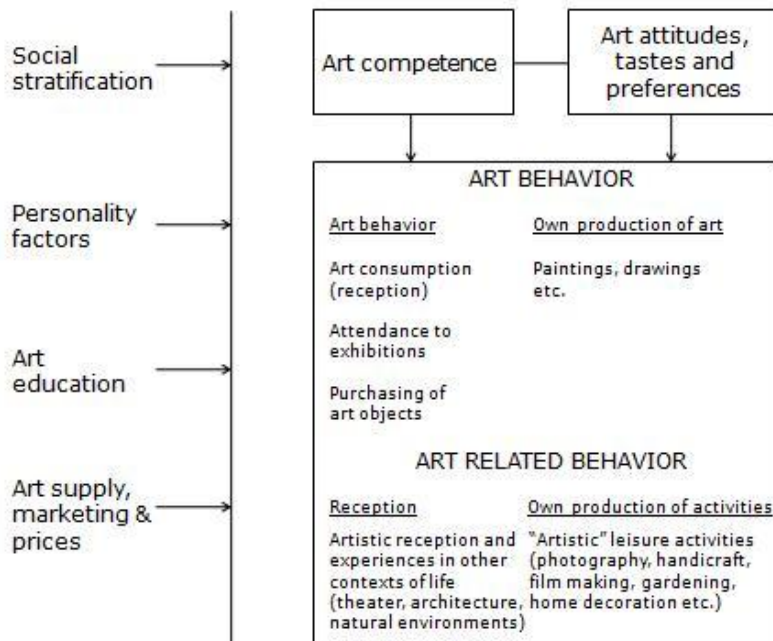 Social
stratification
Personality
factors
Art
education
Art supply,
marketing &
prices
Art competence
Art attitudes,
tastes and
preferences
ART BEHAVIOR
Art behavior
Art consumption
(reception)
Attendance to
exhibitions
Purchasing of
art objects
Own production of art
Paintings, drawings
etc.
ART RELATED BEHAVIOR
Reception
Artistic reception and
experiences in other
contexts of life
(theater, architecture,
natural environments)
Own production of activities
“Artistic” leisure activities
(photography, handicraft,
film making, gardening,
home decoration etc.)